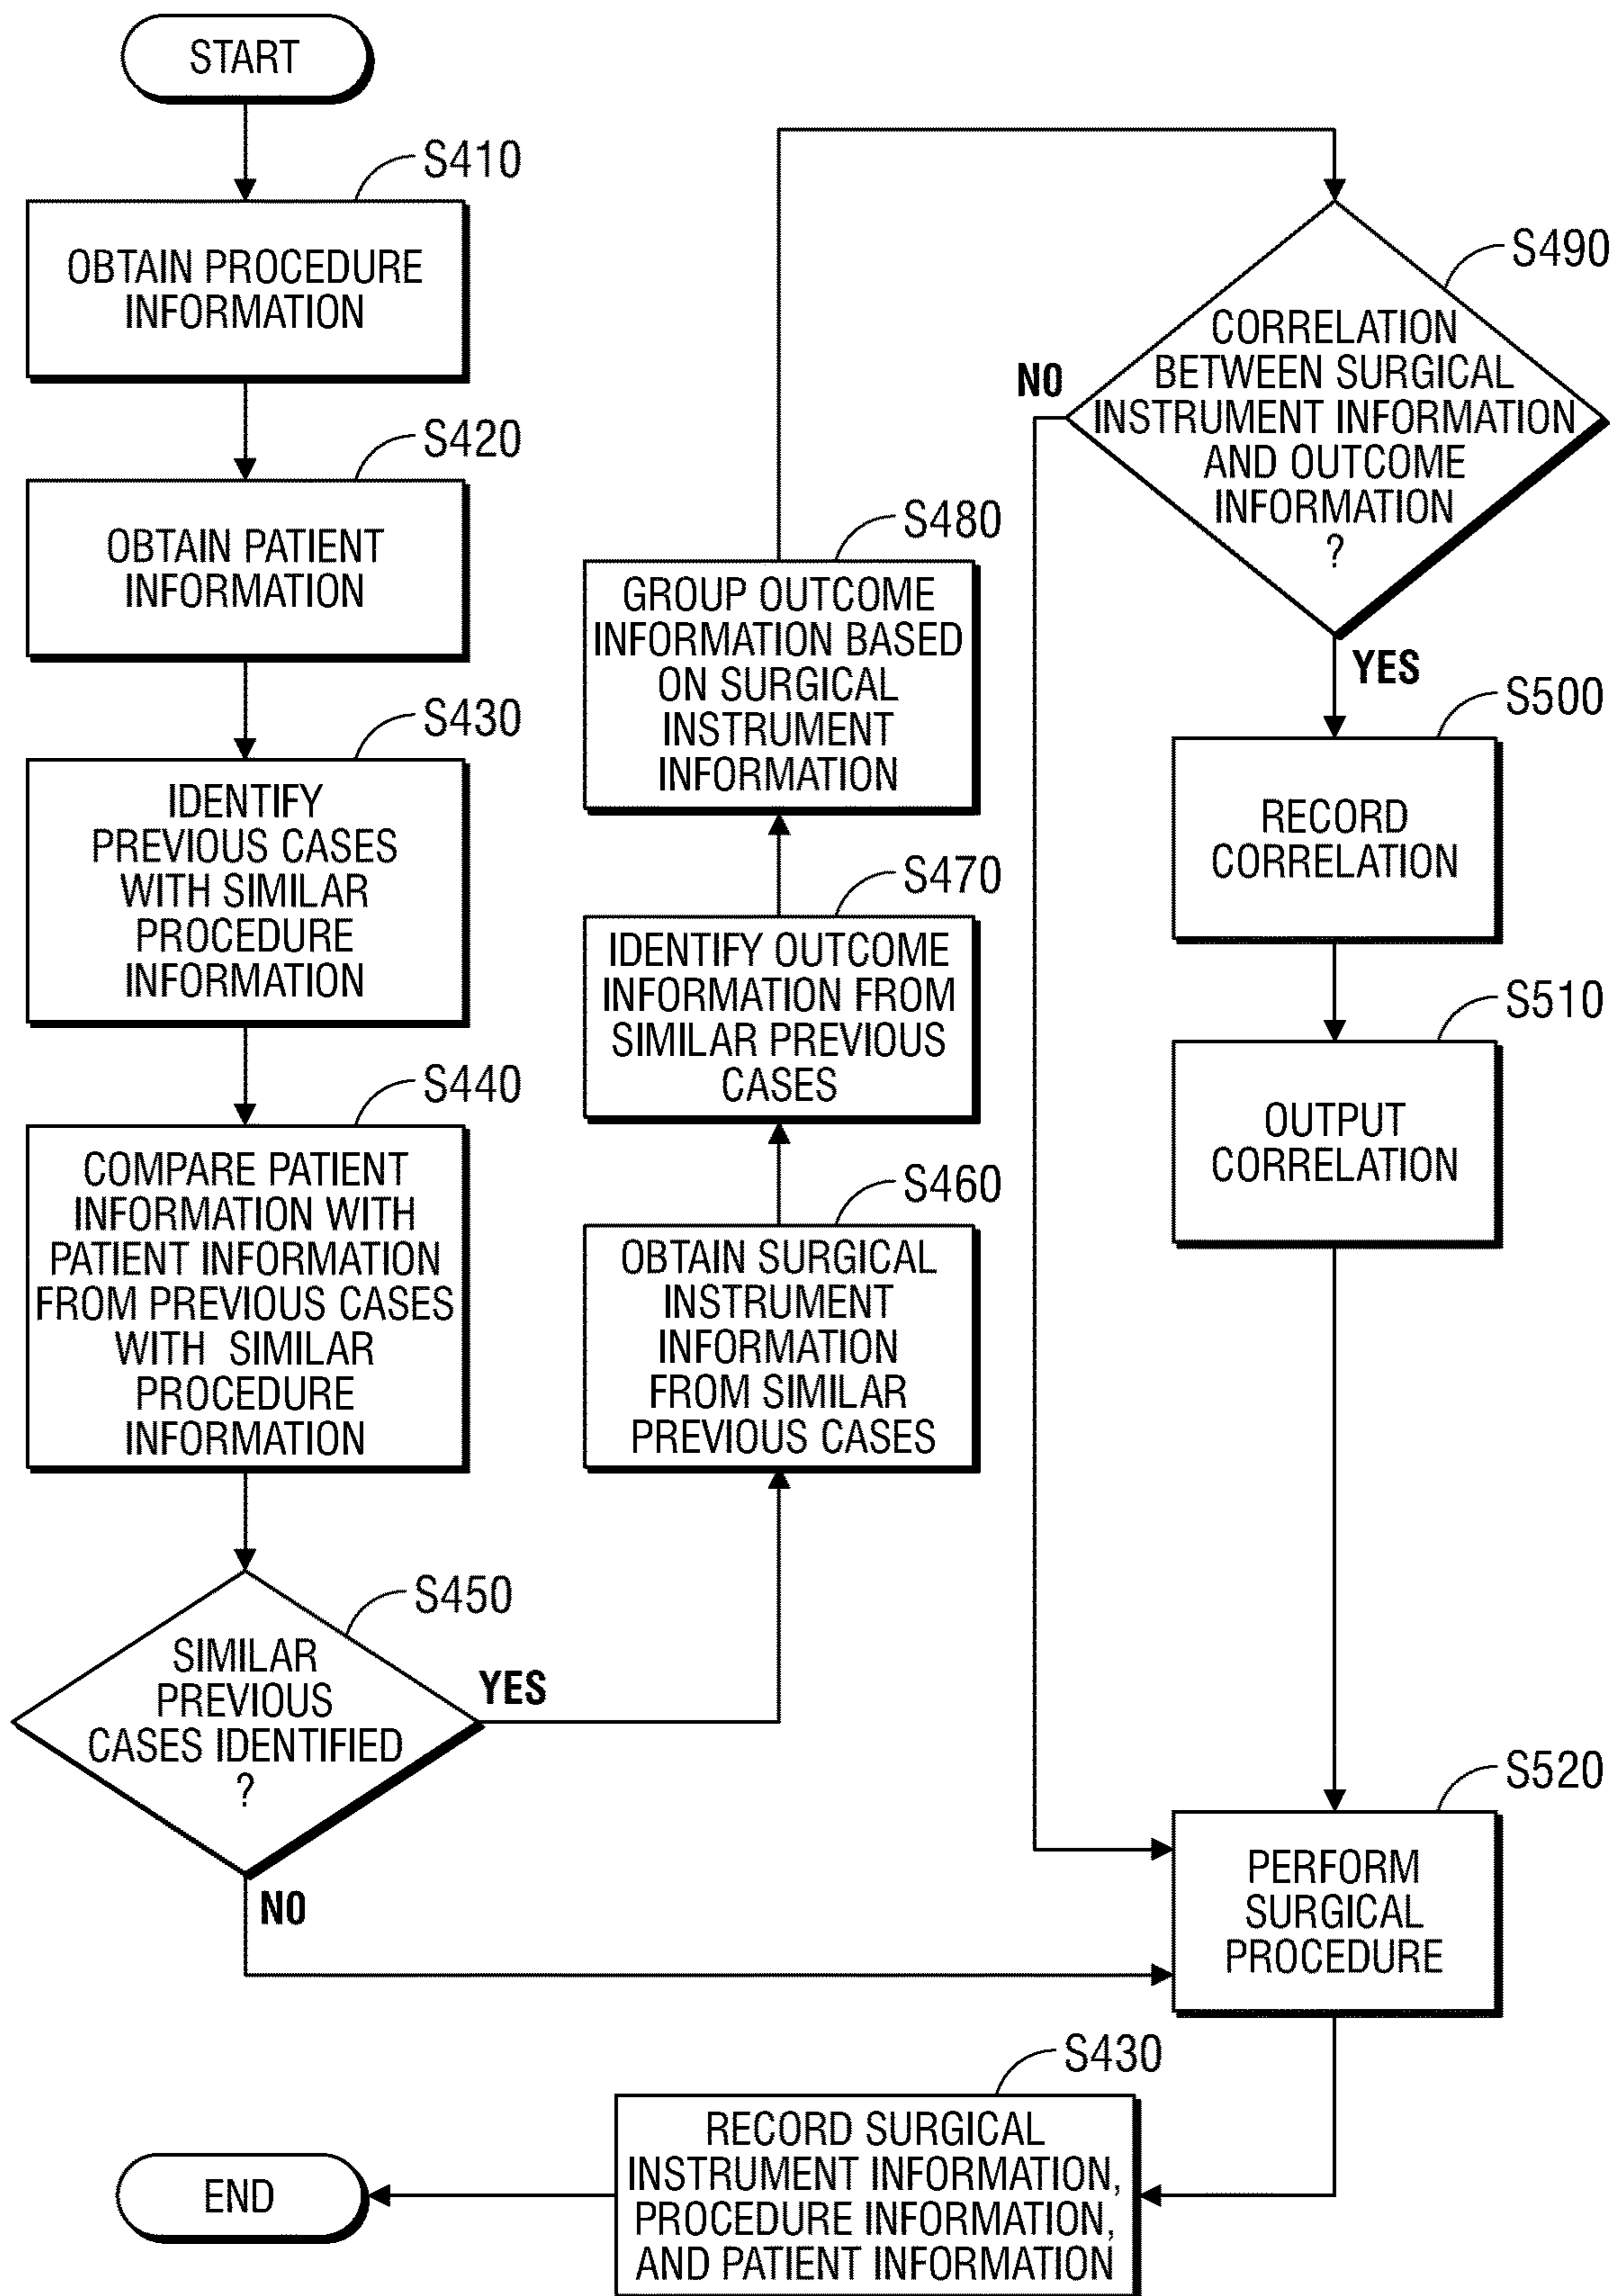 START
S410
OBTAIN PROCEDURE
INFORMATION
S420
OBTAIN PATIENT
INFORMATION
S430
IDENTIFY
PREVIOUS CASES
WITH SIMILAR
PROCEDURE
INFORMATION
S440
COMPARE PATIENT
INFORMATION WITH
PATIENT INFORMATION
FROM PREVIOUS CASES
WITH SIMILAR
PROCEDURE
INFORMATION
S450
SIMILAR
PREVIOUS
CASES IDENTIFIED
?
YES
NO
S460
OBTAIN SURGICAL
INSTRUMENT
INFORMATION
FROM SIMILAR
PREVIOUS CASES
S470
IDENTIFY OUTCOME
INFORMATION FROM
SIMILAR PREVIOUS
CASES
S480
GROUP OUTCOME
INFORMATION BASED
ON SURGICAL
INSTRUMENT
INFORMATION
S490
CORRELATION
BETWEEN SURGICAL
INSTRUMENT INFORMATION
AND OUTCOME
INFORMATION
?
NO
YES
S500
RECORD
CORRELATION
S510
OUTPUT
CORRELATION
S520
PERFORM
SURGICAL
PROCEDURE
S430
RECORD SURGICAL
INSTRUMENT INFORMATION,
PROCEDURE INFORMATION,
AND PATIENT INFORMATION
END